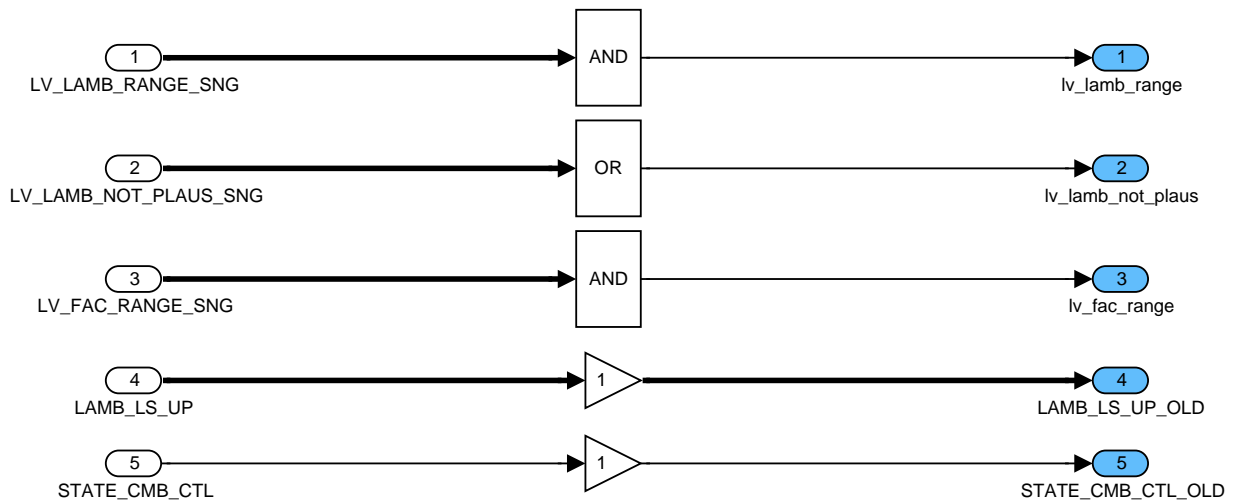 1 AND 1
LV_LAMB_RANGE_SNG lv_lamb_range
2 OR 2
LV_LAMB_NOT_PLAUS_SNG lv_lamb_not_plaus
3 AND 3
LV_FAC_RANGE_SNG lv_fac_range
4 1 4
LAMB_LS_UP LAMB_LS_UP_OLD
5 1 5
STATE_CMB_CTL STATE_CMB_CTL_OLD